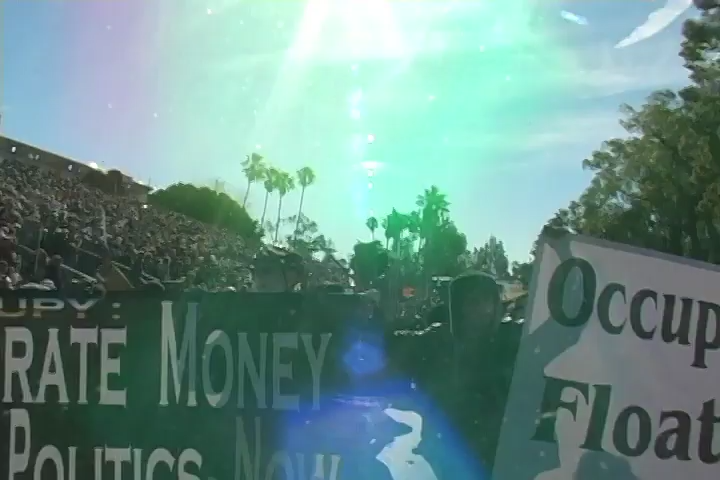 UPY:
RATE MONEY
POLITICS NOW
Occup
Float